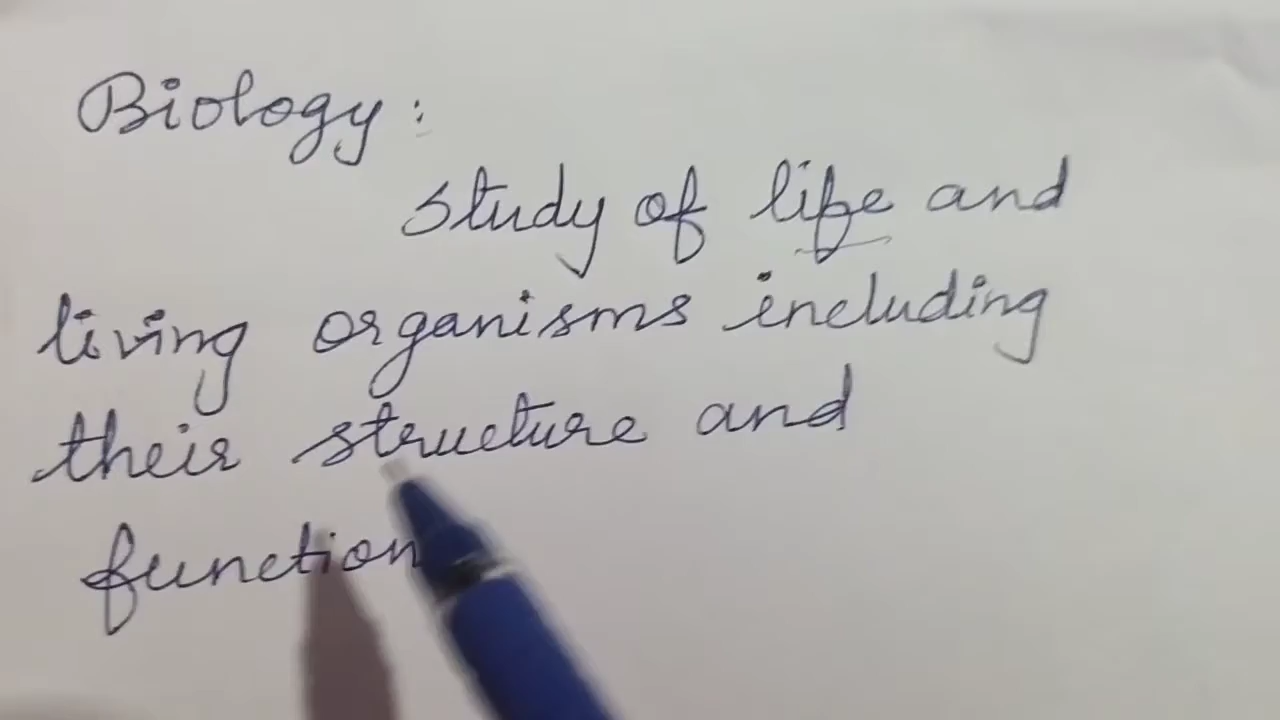 Biology :
study of life and
living organisms including
their structure and
function